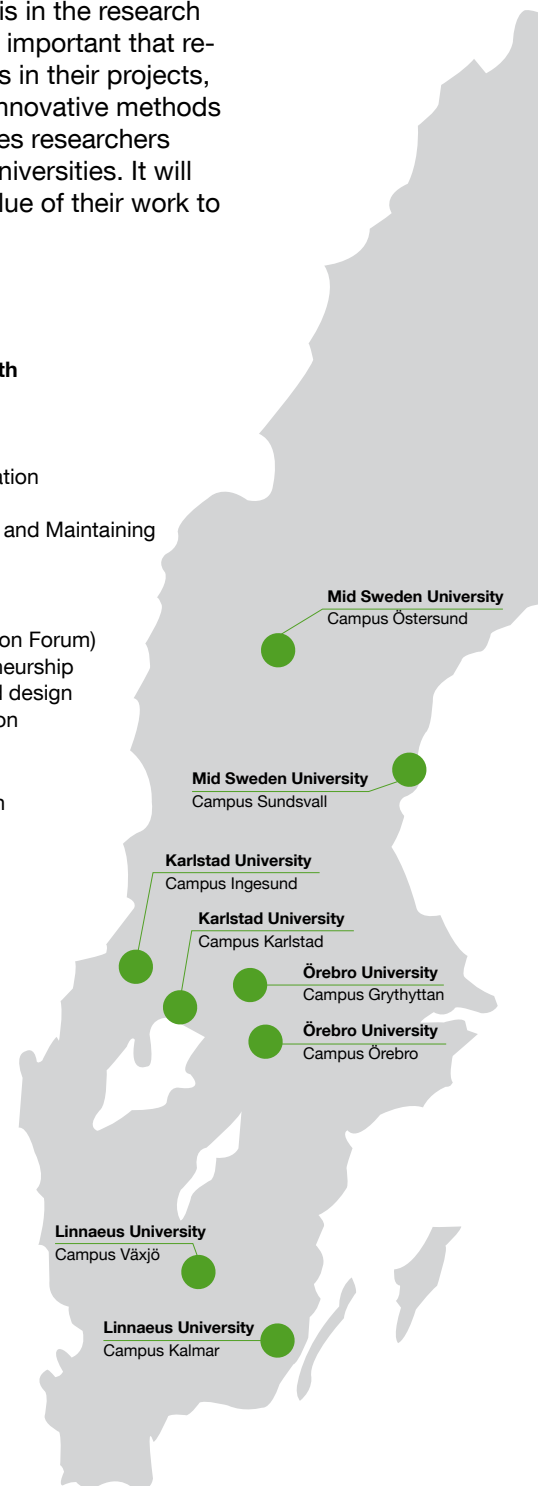 is in the research
important that re-
s in their projects,
nnovative methods
es researchers
niversities. It will
lue of their work to
th
ation
and Maintaining
on Forum)
neurship
design
on
Mid Sweden University
Campus Östersund
Mid Sweden University
Campus Sundsvall
Karlstad University
Campus Ingesund
Karlstad University
Campus Karlstad
Örebro University
Campus Grythyttan
Örebro University
Campus Örebro
Linnaeus University
Campus Växjö
Linnaeus University
Campus Kalmar